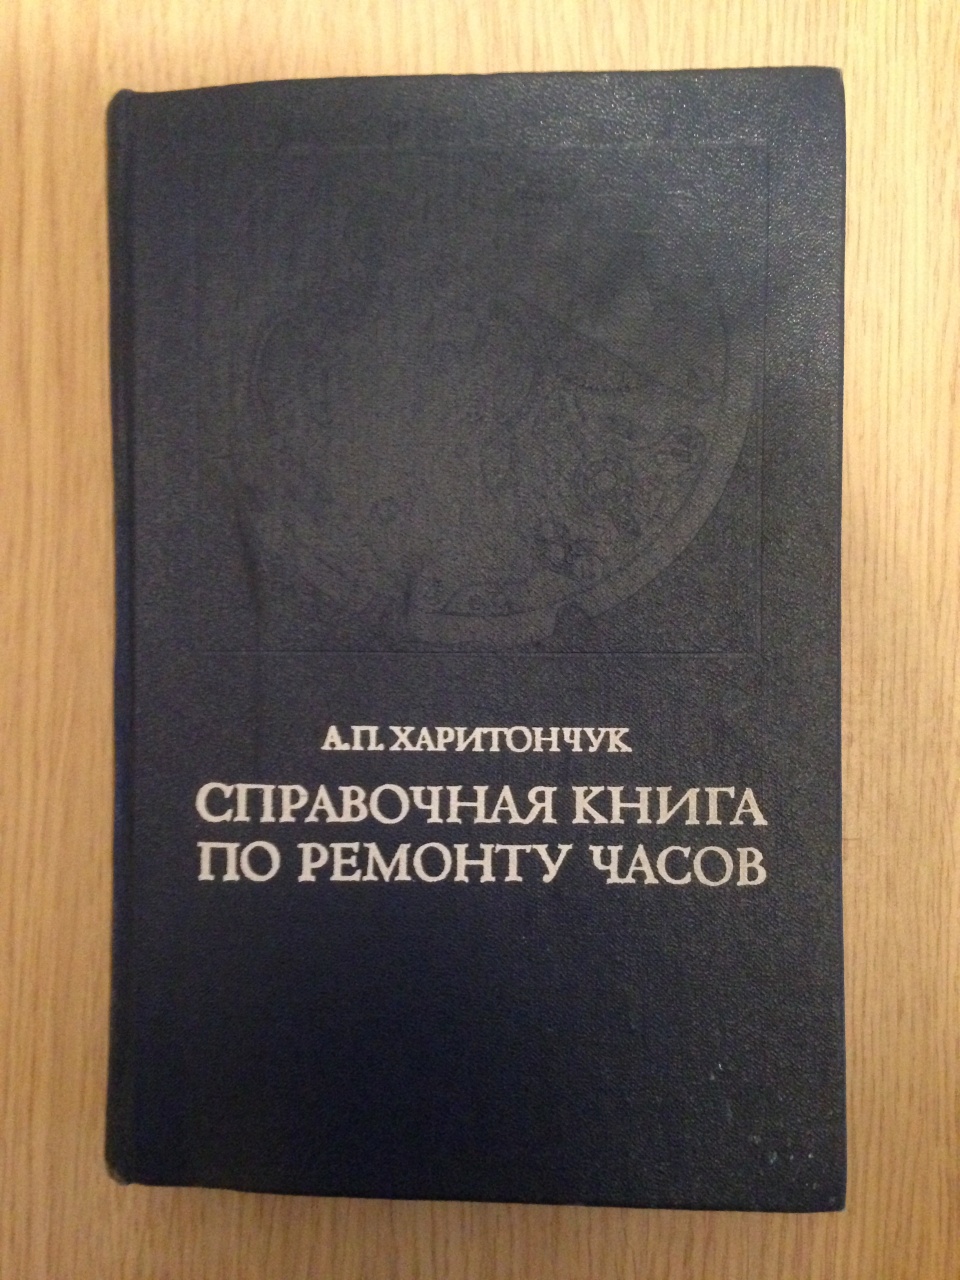 А.П. ХАРИТОНЧУК
СПРАВОЧНАЯ КНИГА
ПО РЕМОНТУ ЧАСОВ